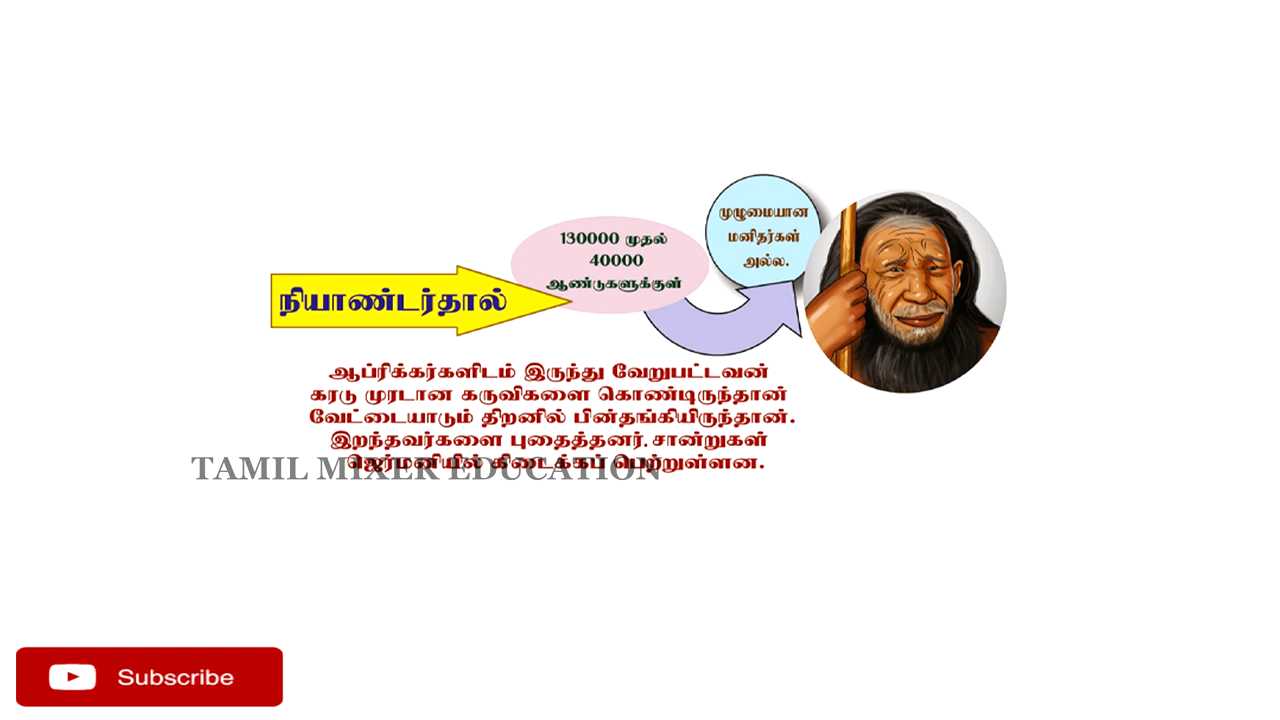 முழுமையான
மனிதர்கள்
அல்ல.
130000 முதல்
40000
ஆண்டுகளுக்குள்
நியாண்டர்தால்
ஆப்ரிக்கர்களிடம் இருந்து வேறுபட்டவன்
கரடு முரடான கருவிகளை கொண்டிருந்தான்
வேட்டையாடும் திறனில் பின்தங்கியிருந்தான்.
இறந்தவர்களை புதைத்தனர். சான்றுகள்
ஜெர்மனியில் கிடைக்கப் பெற்றுள்ளன.
TAMIL MIXER EDUCATION
Subscribe